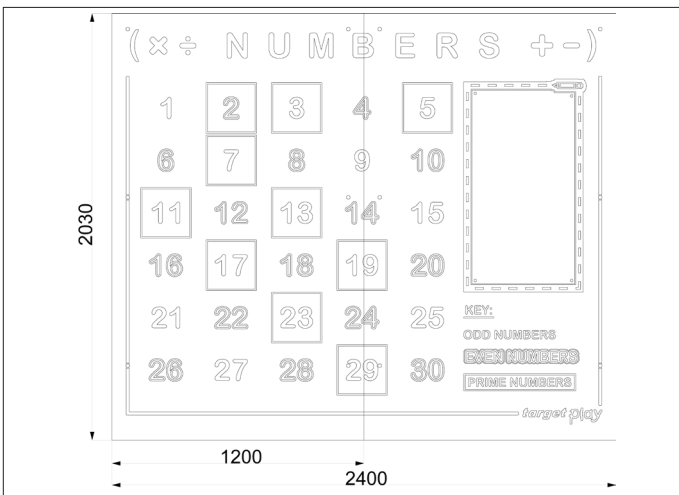 (×÷ NUMBERS +−)
1 2 3 4 5
6 7 8 9 10
11 12 13 14 15
16 17 18 19 20
21 22 23 24 25
26 27 28 29 30
KEY:
ODD NUMBERS
EVEN NUMBERS
PRIME NUMBERS
target play
2030
1200
2400